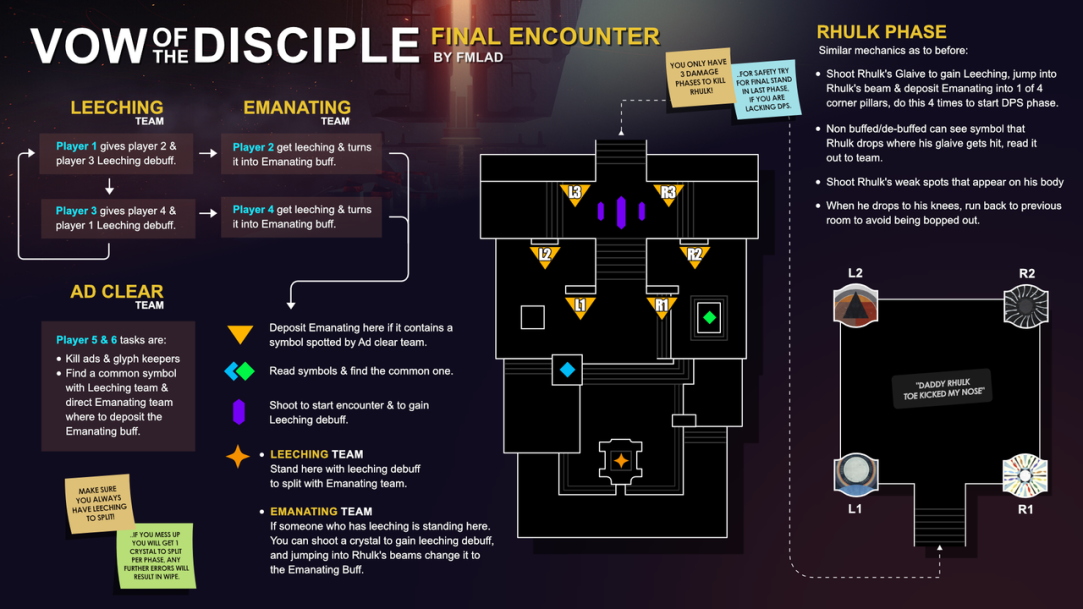 VOW OF THE DISCIPLE FINAL ENCOUNTER
BY FMLAD
LEECHING
TEAM
Player 1 gives player 2 &
player 3 Leeching debuff.
Player 3 gives player 4 &
player 1 Leeching debuff.
EMANATING
TEAM
Player 2 get leeching & turns
it into Emanating buff.
Player 4 get leeching & turns
it into Emanating buff.
AD CLEAR
TEAM
Player 5 & 6 tasks are:
• Kill ads & glyph keepers
• Find a common symbol
with Leeching team &
direct Emanating team
where to deposit the
Emanating buff.
MAKE SURE
YOU ALWAYS
HAVE LEECHING
TO SPLIT!
..IF YOU MESS UP
YOU WILL GET 1
CRYSTAL TO SPLIT
PER PHASE, ANY
FURTHER ERRORS WILL
RESULT IN WIPE.
Deposit Emanating here if it contains a
symbol spotted by Ad clear team.
Read symbols & find the common one.
Shoot to start encounter & to gain
Leeching debuff.
• LEECHING TEAM
Stand here with leeching debuff
to split with Emanating team.
• EMANATING TEAM
If someone who has leeching is standing here.
You can shoot a crystal to gain leeching debuff,
and jumping into Rhulk's beams change it to
the Emanating Buff.
YOU ONLY HAVE
3 DAMAGE
PHASES TO KILL
RHULK!
..FOR SAFETY TRY
FOR FINAL STAND
IN LAST PHASE,
IF YOU ARE
LACKING DPS.
L3
R3
L2
R2
L1
R1
RHULK PHASE
Similar mechanics as to before:
• Shoot Rhulk's Glaive to gain Leeching, jump into
Rhulk's beam & deposit Emanating into 1 of 4
corner pillars, do this 4 times to start DPS phase.
• Non buffed/de-buffed can see symbol that
Rhulk drops where his glaive gets hit, read it
out to team.
• Shoot Rhulk's weak spots that appear on his body
• When he drops to his knees, run back to previous
room to avoid being bopped out.
L2
R2
"DADDY RHULK
TOE KICKED MY NOSE"
L1
R1